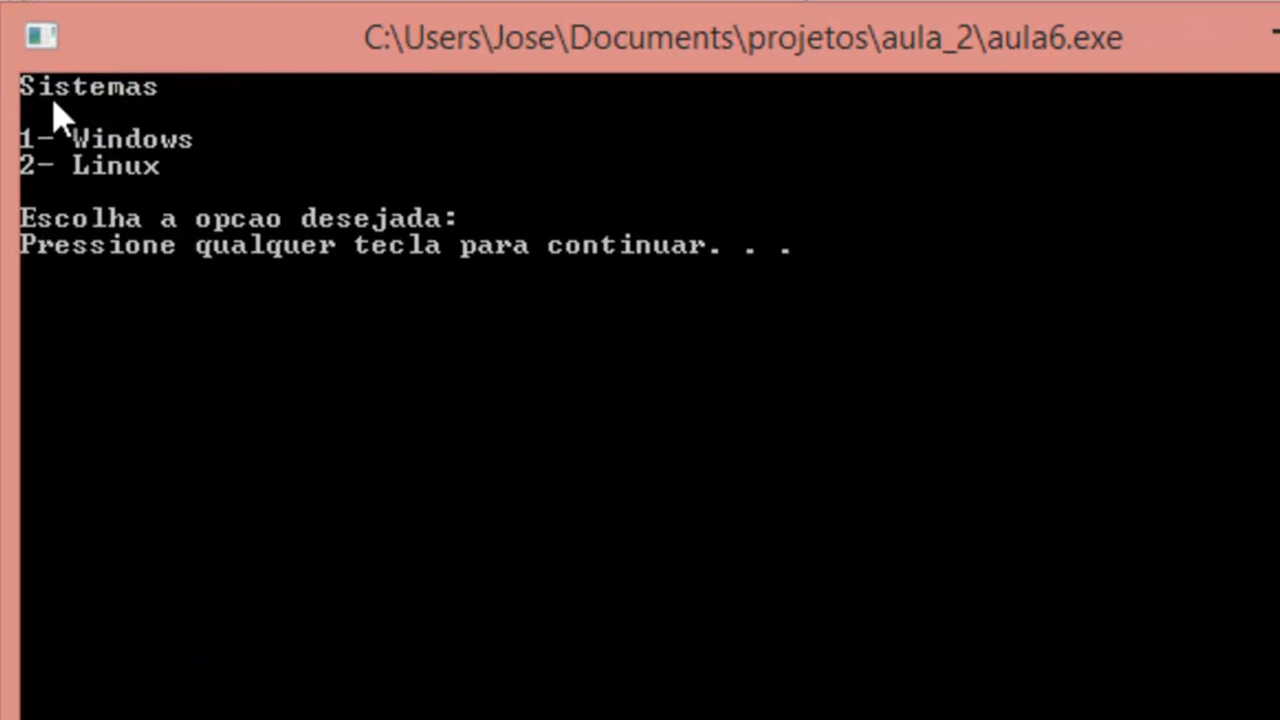 C:\Users\Jose\Documents\projetos\aula_2\aula6.exe
Sistemas
1- Windows
2- Linux
Escolha a opcao desejada:
Pressione qualquer tecla para continuar. . .